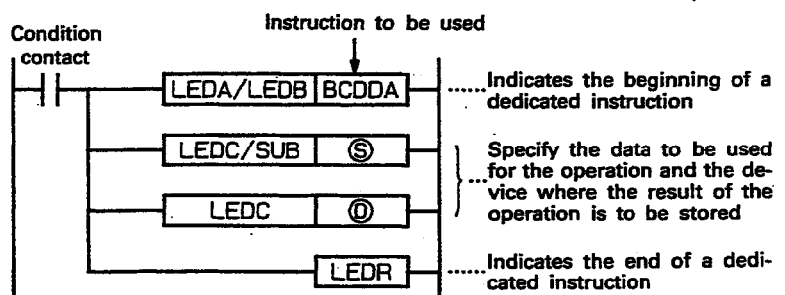 Instruction to be used
Condition
contact
LEDA/LEDB BCDDA
......Indicates the beginning of a
dedicated instruction
LEDC/SUB Ⓢ
LEDC Ⓓ
Specify the data to be used
...for the operation and the de-
vice where the result of the
operation is to be stored
LEDR
......Indicates the end of a dedi-
cated instruction